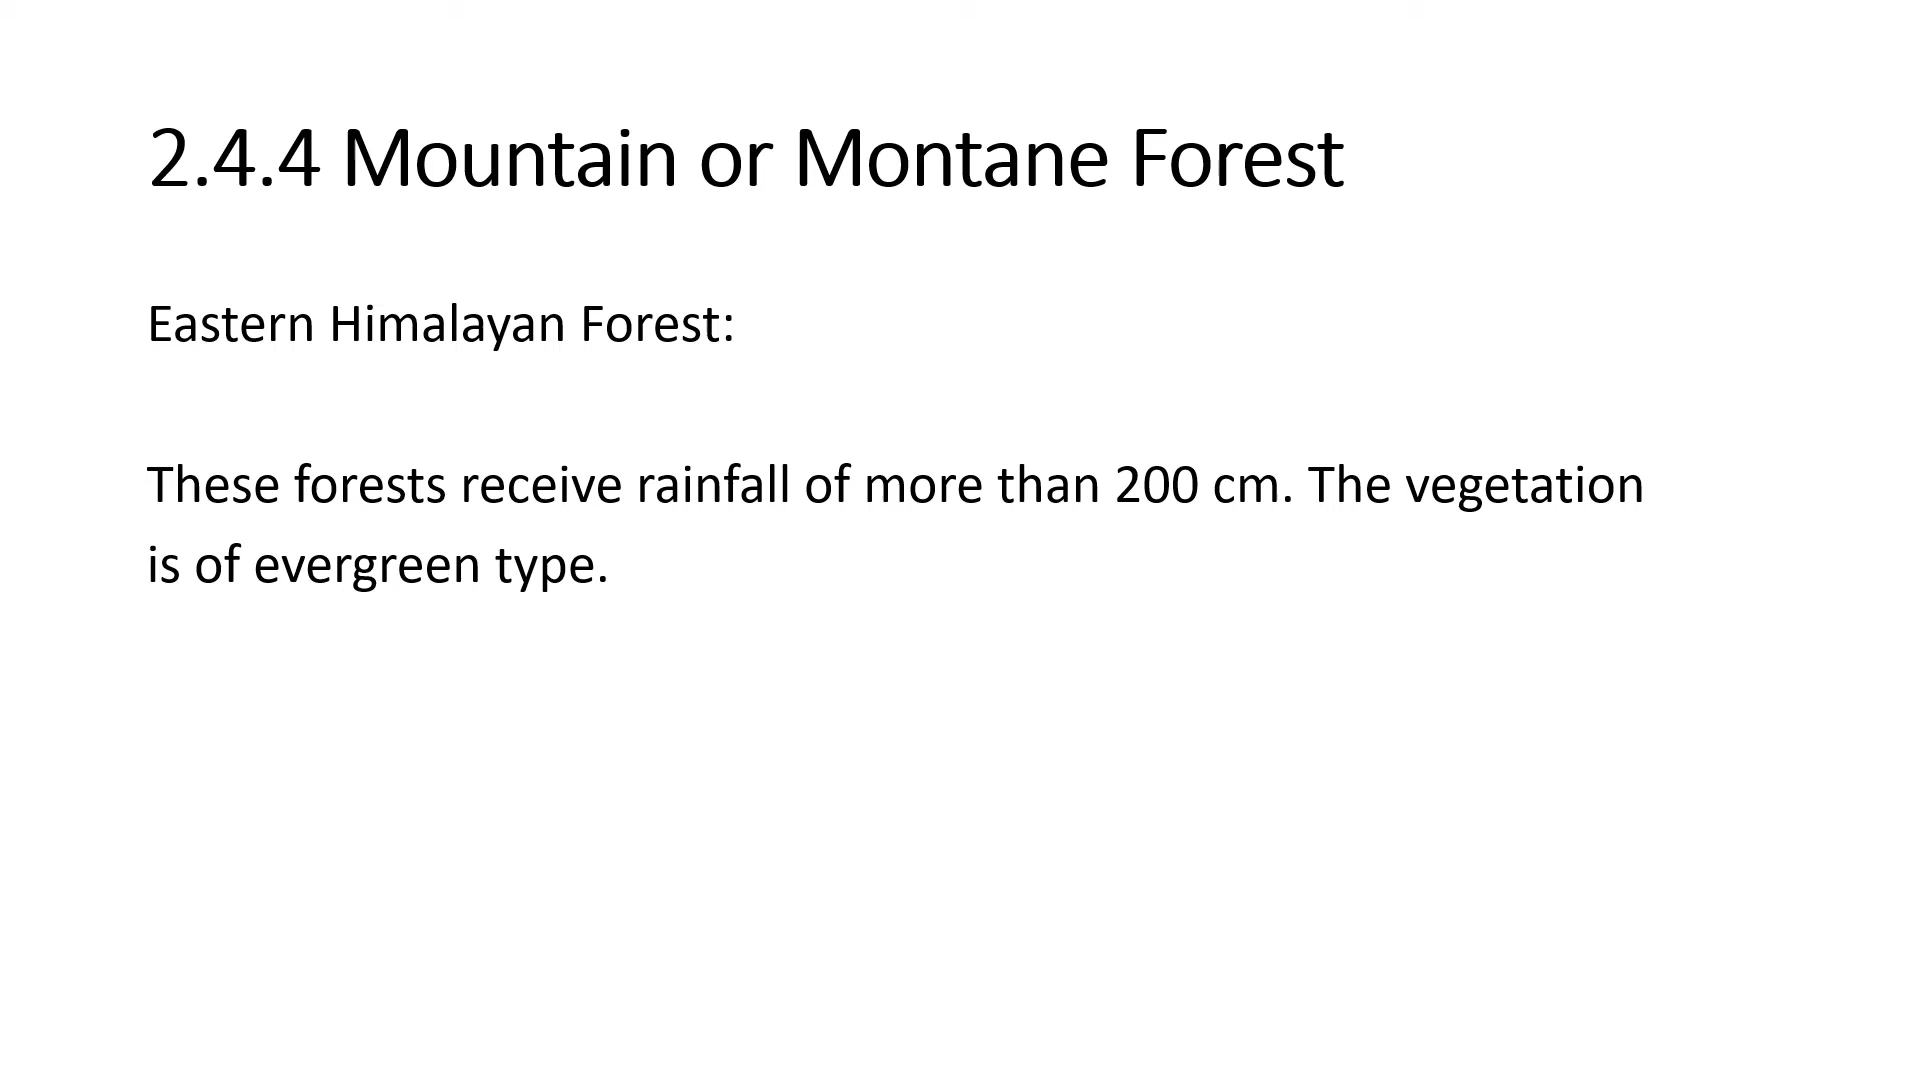 2.4.4 Mountain or Montane Forest
Eastern Himalayan Forest:
These forests receive rainfall of more than 200 cm. The vegetation
is of evergreen type.